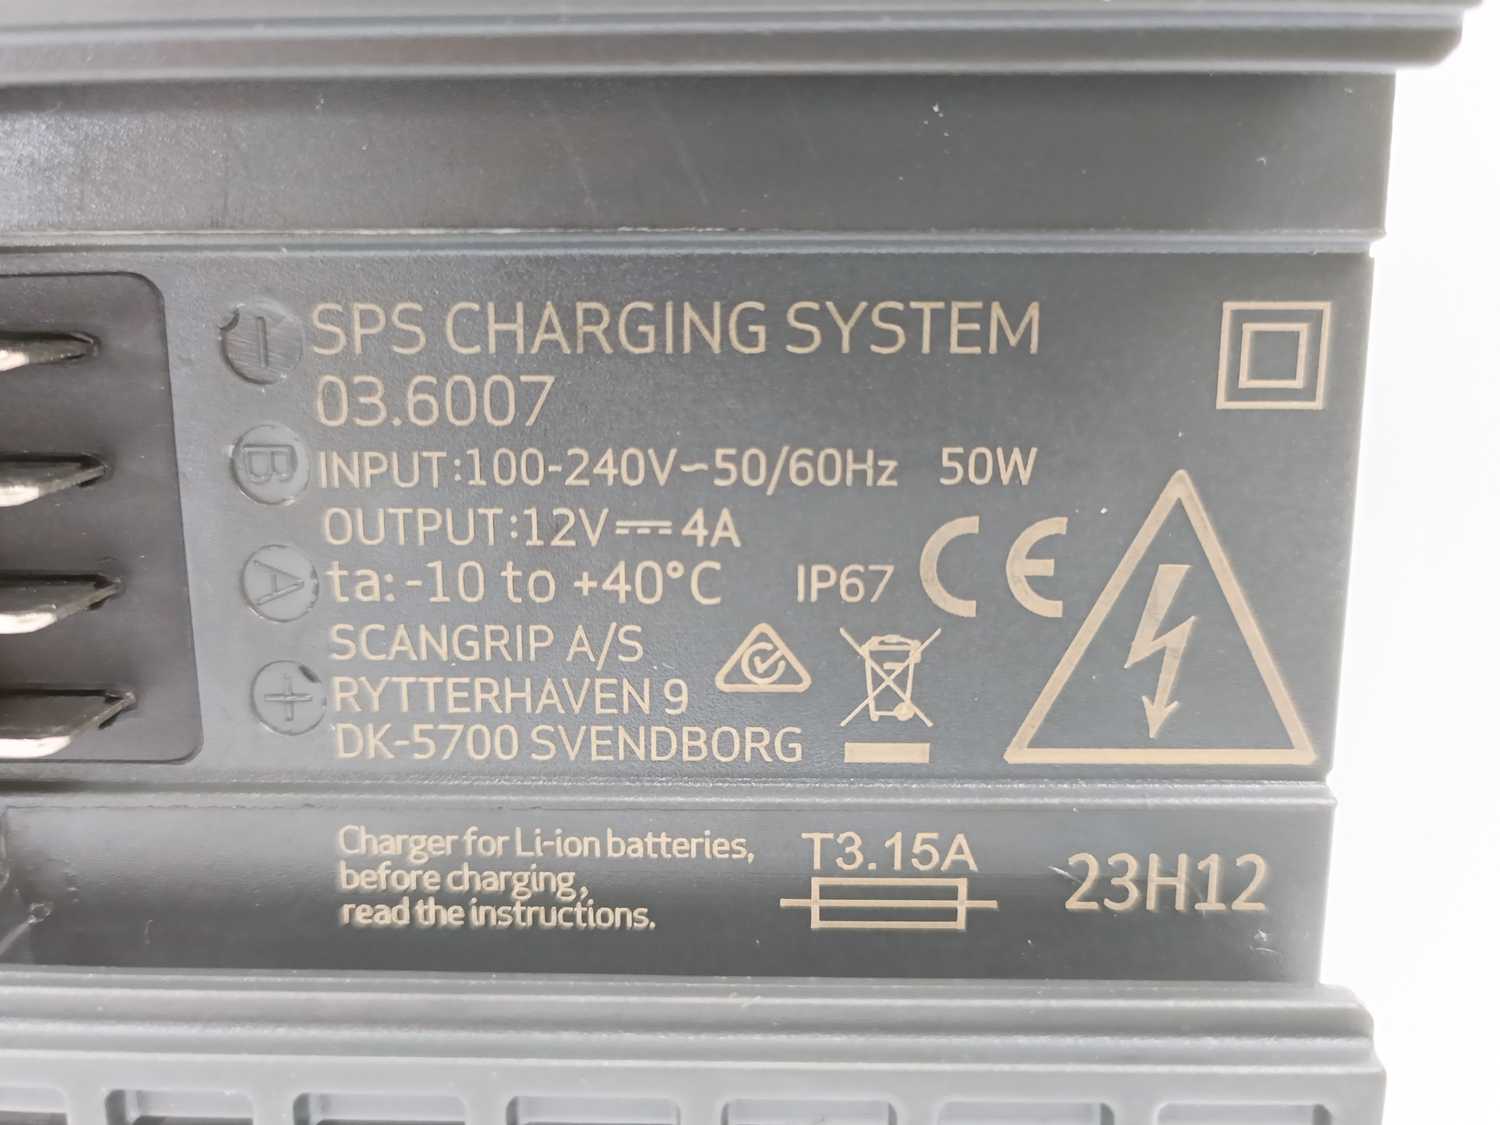 SPS CHARGING SYSTEM
03.6007
B
INPUT:100-240V~50/60Hz 50W
OUTPUT:12V⎓4A
A
ta:-10 to +40°C IP67 CE
SCANGRIP A/S
+
RYTTERHAVEN 9
DK-5700 SVENDBORG
Charger for Li-ion batteries,
before charging,
read the instructions.
T3.15A
23H12